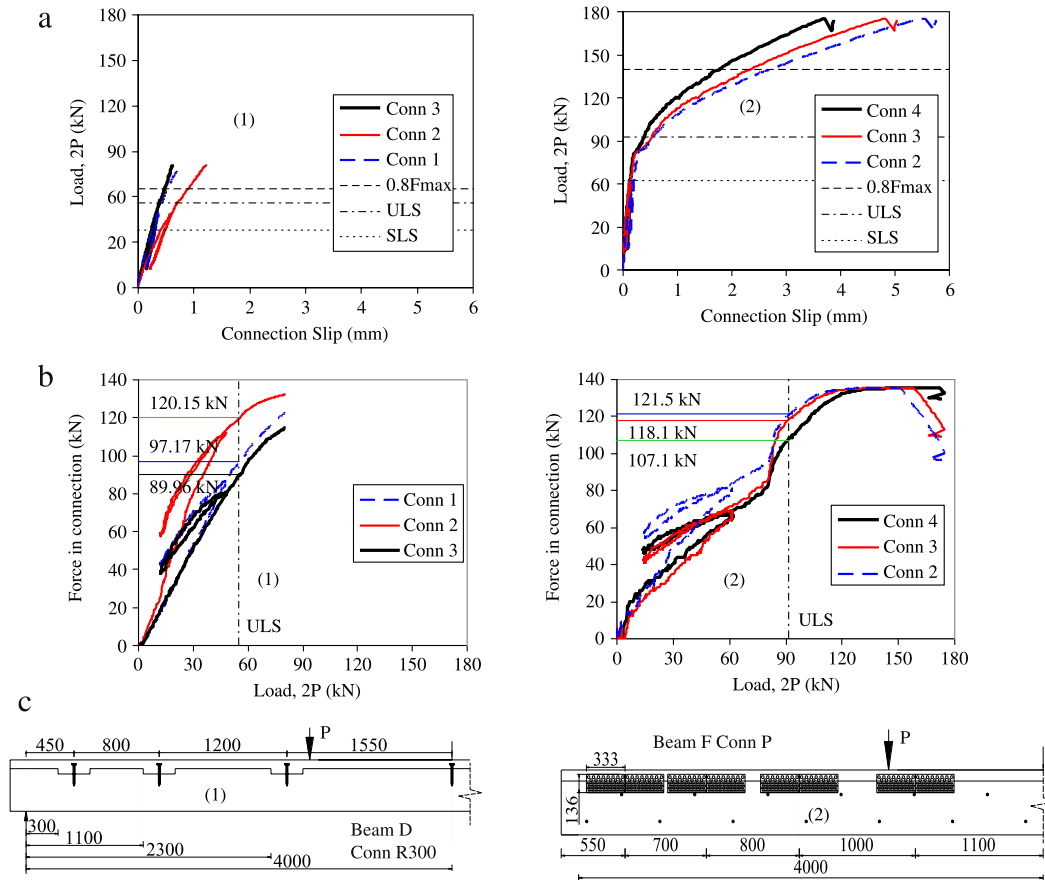 a
Load, 2P (kN)
180
150
120
90
60
30
0
(1)
Conn 3
Conn 2
Conn 1
0.8Fmax
ULS
SLS
0 1 2 3 4 5 6
Connection Slip (mm)
Load, 2P (kN)
180
150
120
90
60
30
0
(2)
Conn 4
Conn 3
Conn 2
0.8Fmax
ULS
SLS
0 1 2 3 4 5 6
Connection Slip (mm)
b
Force in connection (kN)
140
120
100
80
60
40
20
0
120.15 kN
97.17 kN
89.96 kN
Conn 1
Conn 2
Conn 3
(1)
ULS
0 30 60 90 120 150 180
Load, 2P (kN)
Force in connection (kN)
140
120
100
80
60
40
20
0
121.5 kN
118.1 kN
107.1 kN
Conn 4
Conn 3
Conn 2
(2)
ULS
0 30 60 90 120 150 180
Load, 2P (kN)
c
P
450 800 1200 1550
(1)
300
1100
2300
4000
Beam D
Conn R300
Beam F Conn P
P
333
136
(2)
550 700 800 1000 1100
4000